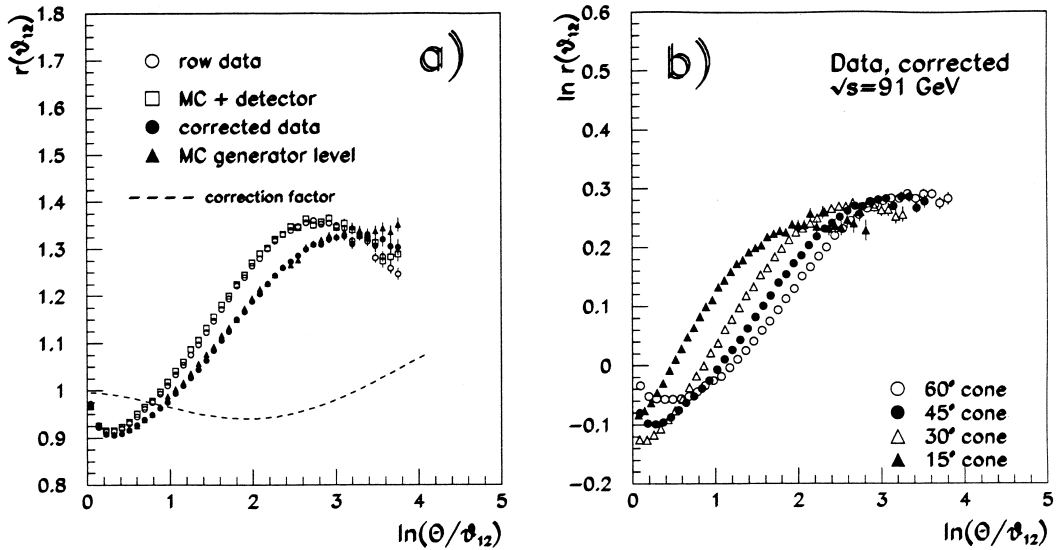 r(ϑ12)
1.8
1.7
1.6
1.5
1.4
1.3
1.2
1.1
1
0.9
0.8
a)
row data
MC + detector
corrected data
MC generator level
correction factor
0 1 2 3 4 5
ln(Θ/ϑ12)
ln r(ϑ12)
0.6
0.5
0.4
0.3
0.2
0.1
0
−0.1
−0.2
b)
Data, corrected
√s=91 GeV
60° cone
45° cone
30° cone
15° cone
0 1 2 3 4 5
ln(Θ/ϑ12)